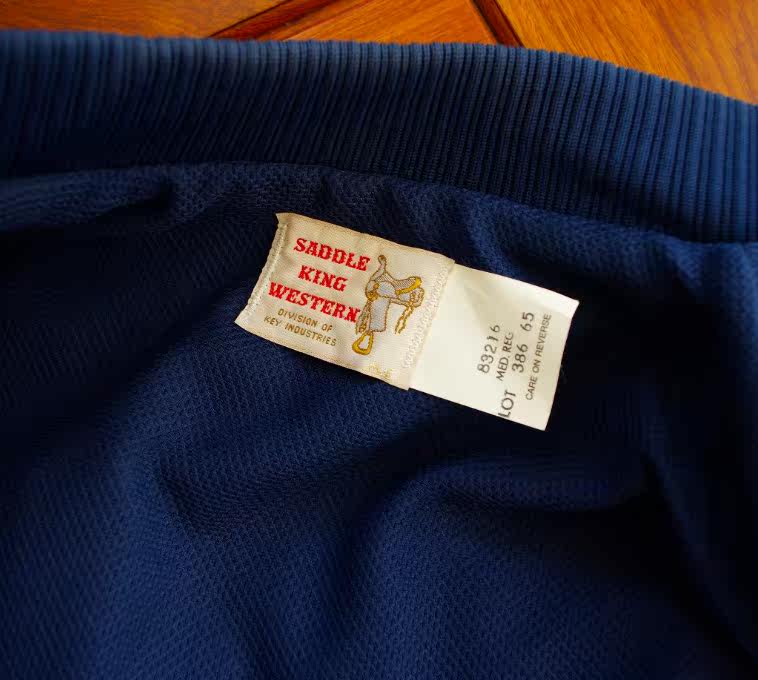 SADDLE
KING
WESTERN
DIVISION OF
KEY INDUSTRIES
83216
MED. REG
LOT 386 65
CARE ON REVERSE